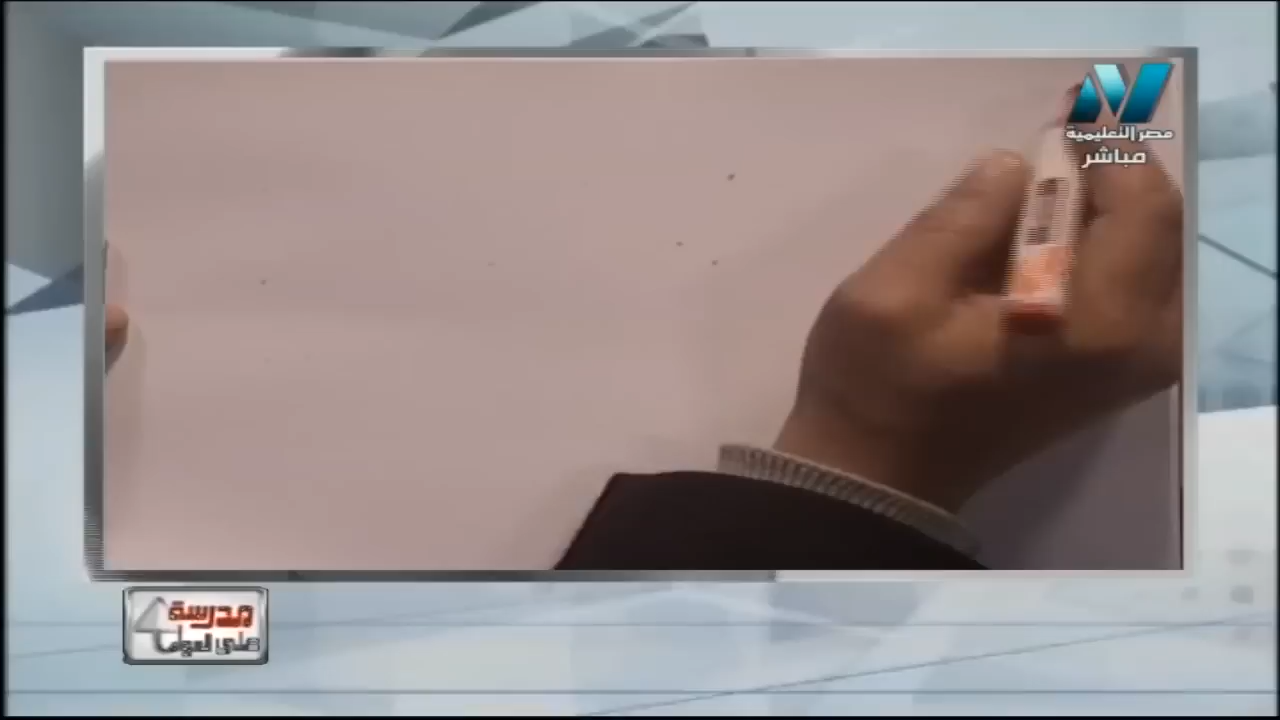 مصر التعليمية
مباشر
مدرسة
على الهواء